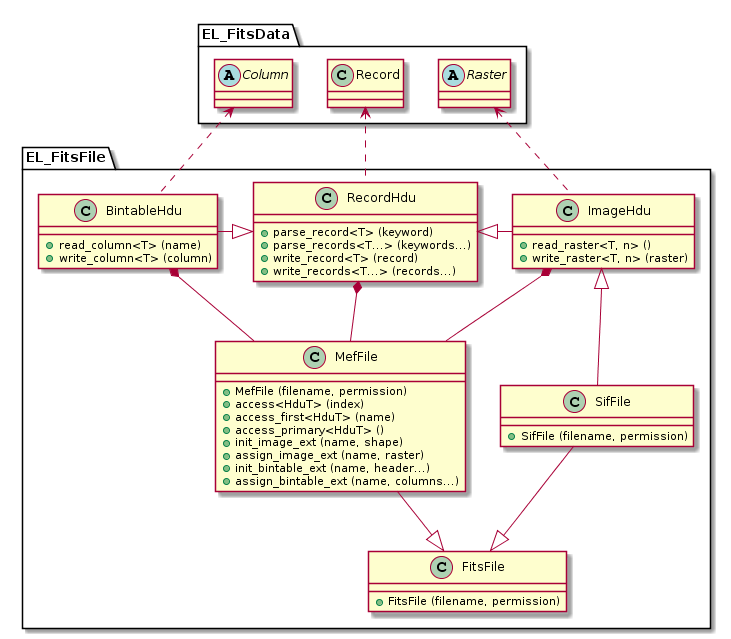 EL_FitsData
A Column
C Record
A Raster
EL_FitsFile
C BintableHdu
read_column<T> (name)
write_column<T> (column)
C RecordHdu
parse_record<T> (keyword)
parse_records<T...> (keywords...)
write_record<T> (record)
write_records<T...> (records...)
C ImageHdu
read_raster<T, n> ()
write_raster<T, n> (raster)
C MefFile
MefFile (filename, permission)
access<HduT> (index)
access_first<HduT> (name)
access_primary<HduT> ()
init_image_ext (name, shape)
assign_image_ext (name, raster)
init_bintable_ext (name, header...)
assign_bintable_ext (name, columns...)
C SifFile
SifFile (filename, permission)
C FitsFile
FitsFile (filename, permission)